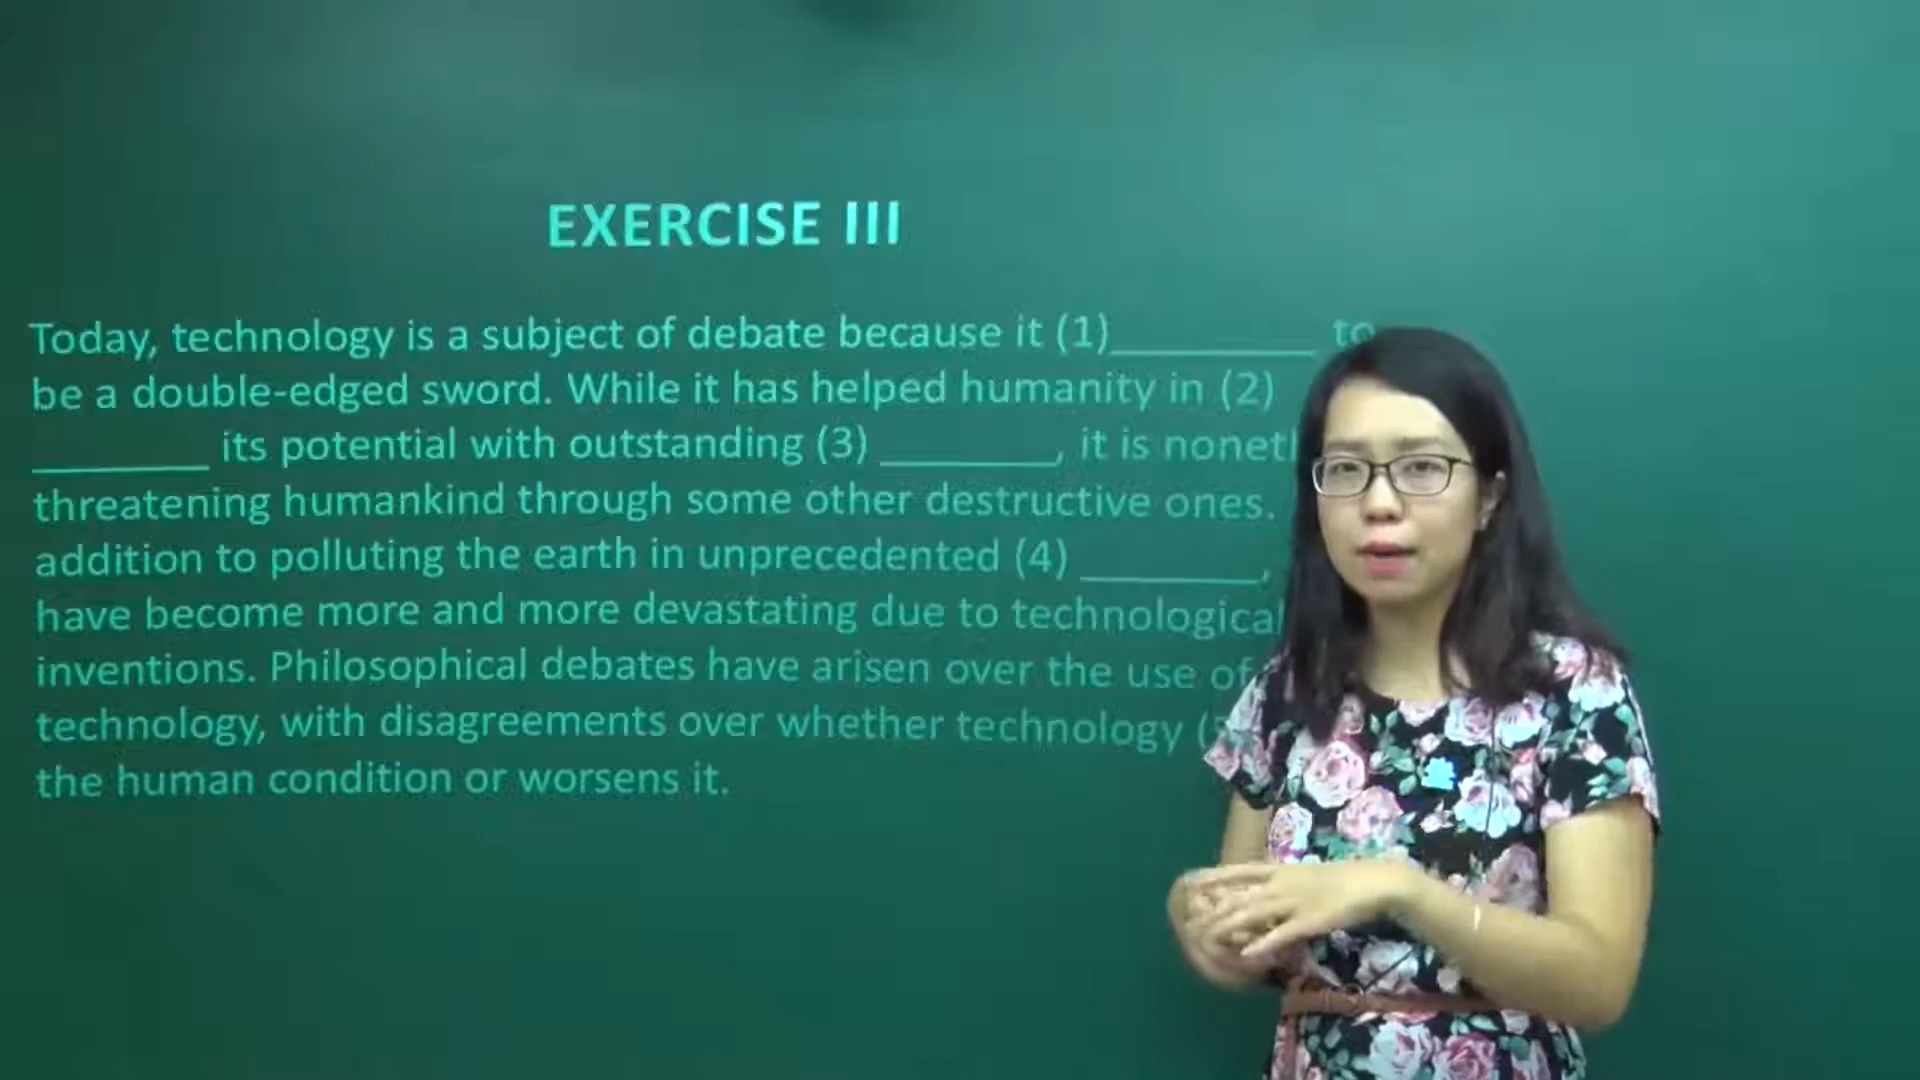 EXERCISE III
Today, technology is a subject of debate because it (1)_________ to
be a double-edged sword. While it has helped humanity in (2)
________ its potential with outstanding (3) ________, it is
threatening humankind through some other destructive ones.
addition to polluting the earth in unprecedented (4) ________,
have become more and more devastating due to technological
inventions. Philosophical debates have arisen over the use of
technology, with disagreements over whether technology
the human condition or worsens it.